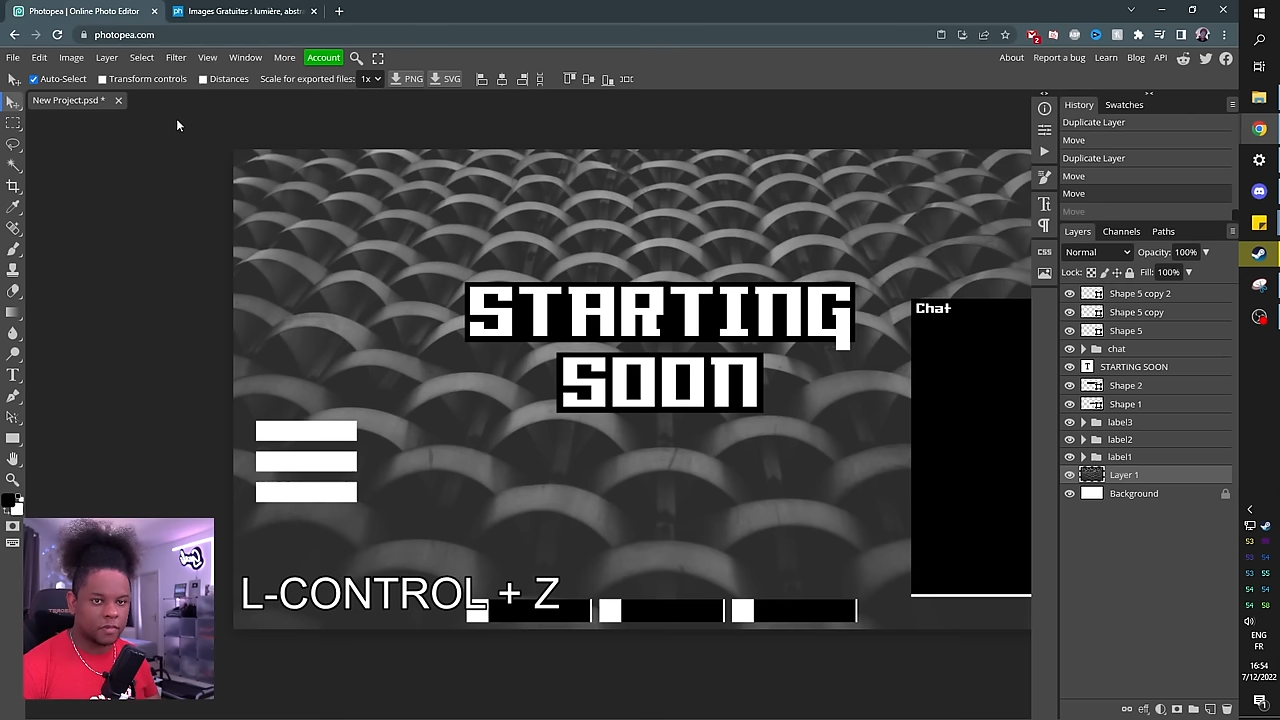 Photopea | Online Photo Editor
Images Gratuites : lumière, abstr
photopea.com
File Edit Image Layer Select Filter View Window More Account
About Report a bug Learn Blog API
Auto-Select Transform controls Distances Scale for exported files: 1x PNG SVG
New Project.psd *
History Swatches
Duplicate Layer
Move
Duplicate Layer
Move
Move
Move
Layers Channels Paths
Normal Opacity: 100%
Lock: Fill: 100%
Shape 5 copy 2
Shape 5 copy
Shape 5
chat
STARTING SOON
Shape 2
Shape 1
label3
label2
label1
Layer 1
Background
CSS
STARTING
SOON
Chat
L-CONTROL + Z
EN
FR
16:54
7/12/2022